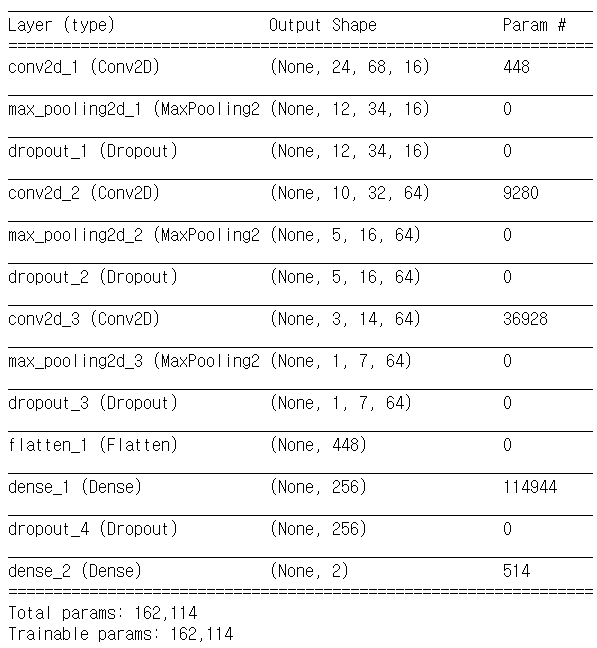 Layer (type) Output Shape Param #
=================================================================
conv2d_1 (Conv2D) (None, 24, 68, 16) 448
max_pooling2d_1 (MaxPooling2 (None, 12, 34, 16) 0
dropout_1 (Dropout) (None, 12, 34, 16) 0
conv2d_2 (Conv2D) (None, 10, 32, 64) 9280
max_pooling2d_2 (MaxPooling2 (None, 5, 16, 64) 0
dropout_2 (Dropout) (None, 5, 16, 64) 0
conv2d_3 (Conv2D) (None, 3, 14, 64) 36928
max_pooling2d_3 (MaxPooling2 (None, 1, 7, 64) 0
dropout_3 (Dropout) (None, 1, 7, 64) 0
flatten_1 (Flatten) (None, 448) 0
dense_1 (Dense) (None, 256) 114944
dropout_4 (Dropout) (None, 256) 0
dense_2 (Dense) (None, 2) 514
=================================================================
Total params: 162,114
Trainable params: 162,114